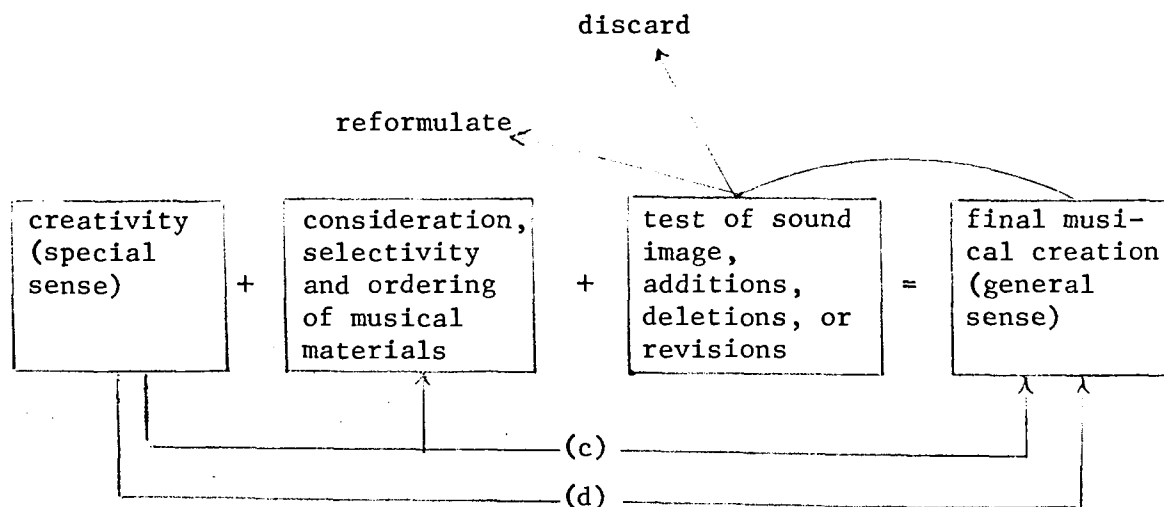 discard
reformulate
creativity
(special
sense)
+
consideration,
selectivity
and ordering
of musical
materials
+
test of sound
image,
additions,
deletions, or
revisions
=
final musi-
cal creation
(general
sense)
(c)
(d)